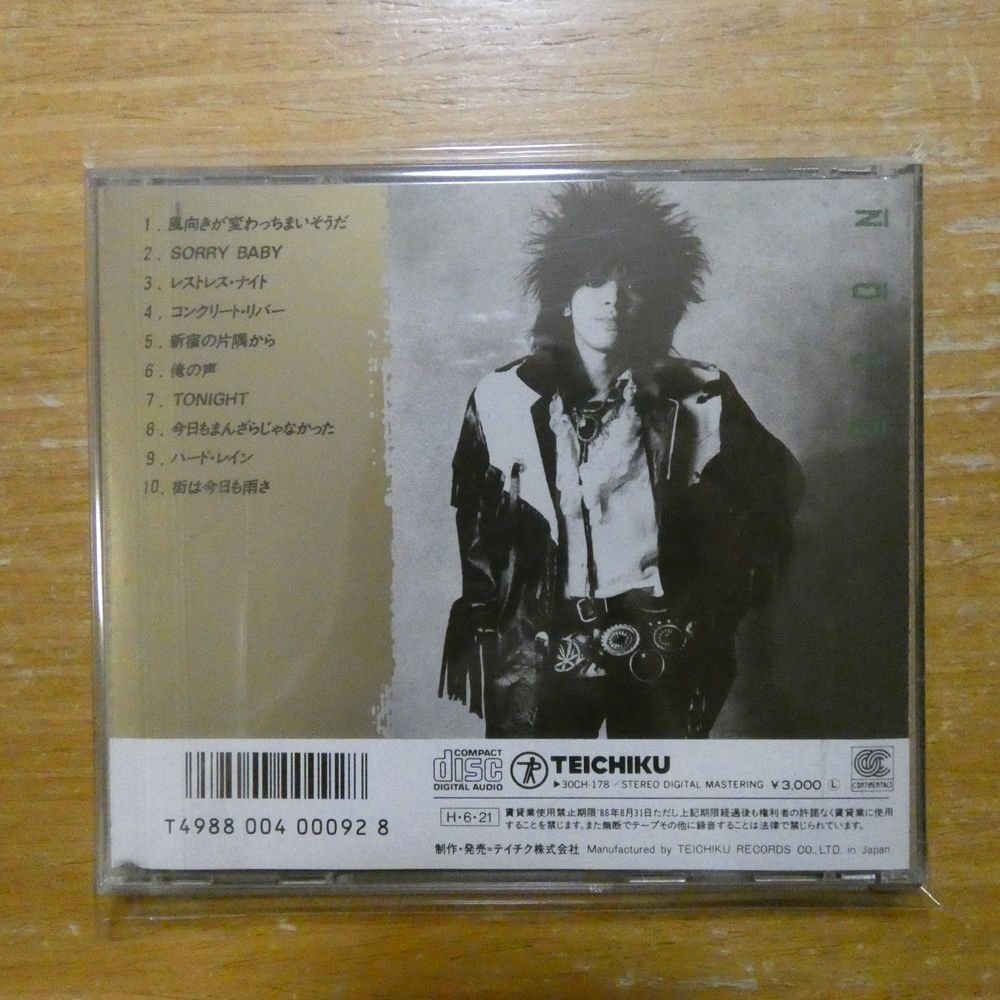 1. 風向きが変わっちまいそうだ
2. SORRY BABY
3. レストレス・ナイト
4. コンクリート・リバー
5. 新宿の片隅から
6. 俺の声
7. TONIGHT
8. 今日もまんざらじゃなかった
9. ハード・レイン
10. 街は今日も雨さ
COMPACT
disc
DIGITAL AUDIO
TEICHIKU
▶30CH-178/STEREO DIGITAL MASTERING ¥3,000 Ⓛ
CONTINENTAL
T4988 004 00092 8
H・6・21
賃貸業使用禁止期限'86年8月31日ただし上記期限経過後も権利者の許諾なく賃貸業に使用
することを禁じます。また無断でテープその他に録音することは法律で禁じられています。
制作・発売=テイチク株式会社 Manufactured by TEICHIKU RECORDS CO.,LTD. in Japan